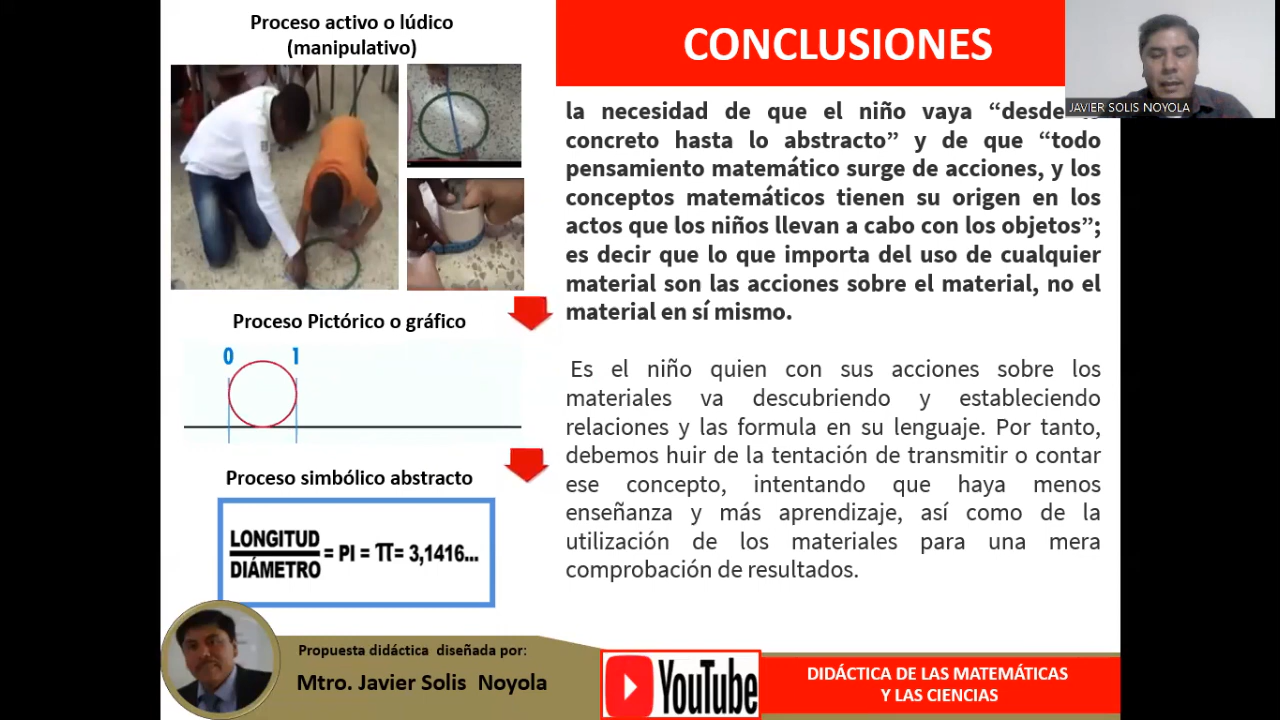 Proceso activo o lúdico
(manipulativo)
Proceso Pictórico o gráfico
0 1
Proceso simbólico abstracto
LONGITUD
DIÁMETRO
= PI = π = 3,1416...
CONCLUSIONES
JAVIER SOLIS NOYOLA
la necesidad de que el niño vaya “desde
concreto hasta lo abstracto” y de que “todo
pensamiento matemático surge de acciones, y los
conceptos matemáticos tienen su origen en los
actos que los niños llevan a cabo con los objetos”;
es decir que lo que importa del uso de cualquier
material son las acciones sobre el material, no el
material en sí mismo.
Es el niño quien con sus acciones sobre los
materiales va descubriendo y estableciendo
relaciones y las formula en su lenguaje. Por tanto,
debemos huir de la tentación de transmitir o contar
ese concepto, intentando que haya menos
enseñanza y más aprendizaje, así como de la
utilización de los materiales para una mera
comprobación de resultados.
Propuesta didáctica diseñada por:
Mtro. Javier Solis Noyola
YouTube
DIDÁCTICA DE LAS MATEMÁTICAS
Y LAS CIENCIAS